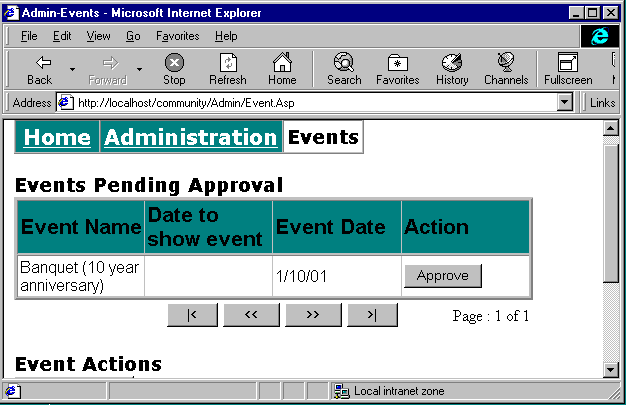 Admin-Events - Microsoft Internet Explorer
File Edit View Go Favorites Help
Back Forward Stop Refresh Home Search Favorites History Channels Fullscreen
Address http://localhost/community/Admin/Event.Asp Links
Home Administration Events
Events Pending Approval
Event Name Date to show event Event Date Action
Banquet (10 year anniversary) 1/10/01 Approve
|< << >> >| Page : 1 of 1
Event Actions
Local intranet zone